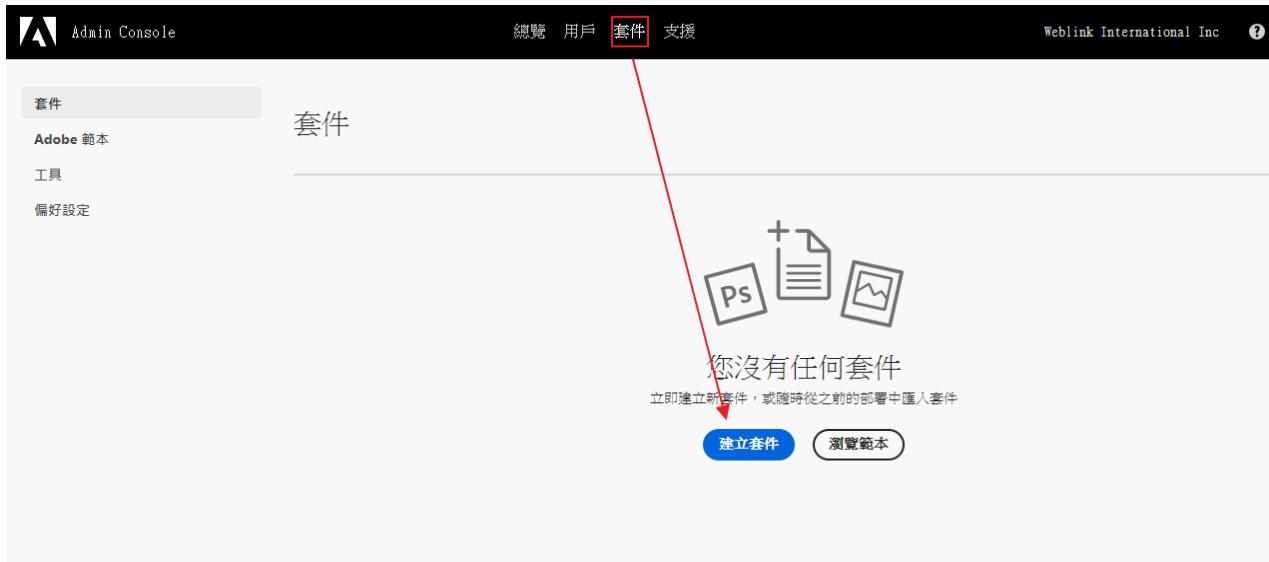 Admin Console
總覽 用戶 套件 支援
Weblink International Inc
?
套件
Adobe 範本
工具
偏好設定
套件
Ps
您沒有任何套件
立即建立新套件，或隨時從之前的部署中匯入套件
建立套件 瀏覽範本